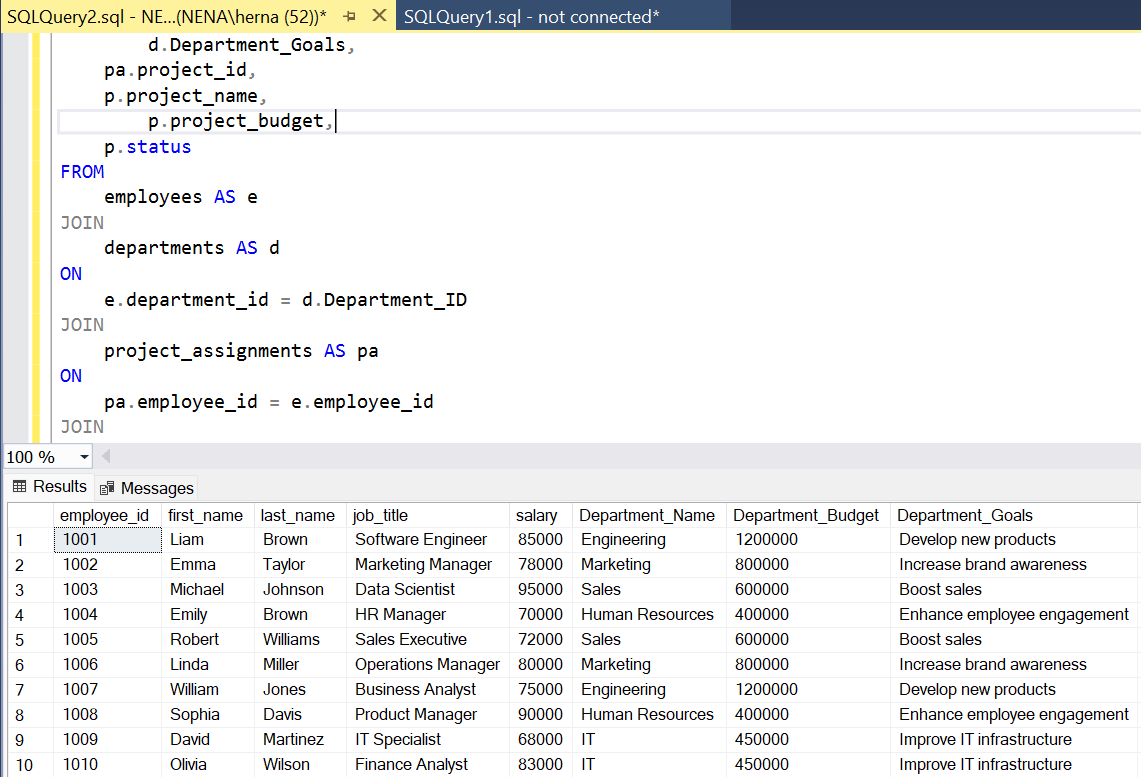 SQLQuery2.sql - NE...(NENA\herna (52))* SQLQuery1.sql - not connected*
d.Department_Goals,
pa.project_id,
p.project_name,
p.project_budget,
p.status
FROM
employees AS e
JOIN
departments AS d
ON
e.department_id = d.Department_ID
JOIN
project_assignments AS pa
ON
pa.employee_id = e.employee_id
JOIN
100 %
Results Messages
employee_id first_name last_name job_title salary Department_Name Department_Budget Department_Goals
1 1001 Liam Brown Software Engineer 85000 Engineering 1200000 Develop new products
2 1002 Emma Taylor Marketing Manager 78000 Marketing 800000 Increase brand awareness
3 1003 Michael Johnson Data Scientist 95000 Sales 600000 Boost sales
4 1004 Emily Brown HR Manager 70000 Human Resources 400000 Enhance employee engagement
5 1005 Robert Williams Sales Executive 72000 Sales 600000 Boost sales
6 1006 Linda Miller Operations Manager 80000 Marketing 800000 Increase brand awareness
7 1007 William Jones Business Analyst 75000 Engineering 1200000 Develop new products
8 1008 Sophia Davis Product Manager 90000 Human Resources 400000 Enhance employee engagement
9 1009 David Martinez IT Specialist 68000 IT 450000 Improve IT infrastructure
10 1010 Olivia Wilson Finance Analyst 83000 IT 450000 Improve IT infrastructure